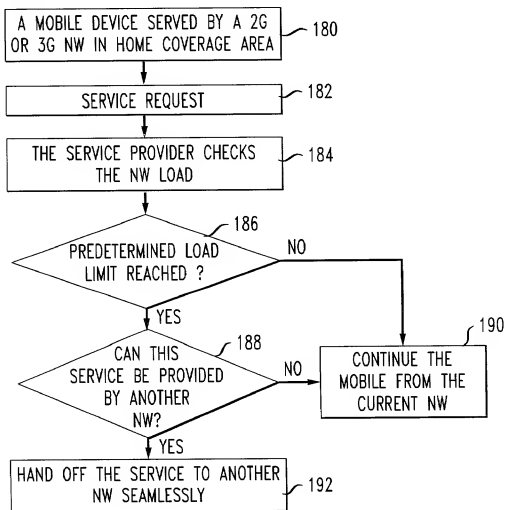 A MOBILE DEVICE SERVED BY A 2G
OR 3G NW IN HOME COVERAGE AREA
180
SERVICE REQUEST
182
THE SERVICE PROVIDER CHECKS
THE NW LOAD
184
186
PREDETERMINED LOAD
LIMIT REACHED ?
NO
YES
188
CAN THIS
SERVICE BE PROVIDED
BY ANOTHER
NW?
NO
190
CONTINUE THE
MOBILE FROM THE
CURRENT NW
YES
HAND OFF THE SERVICE TO ANOTHER
NW SEAMLESSLY
192